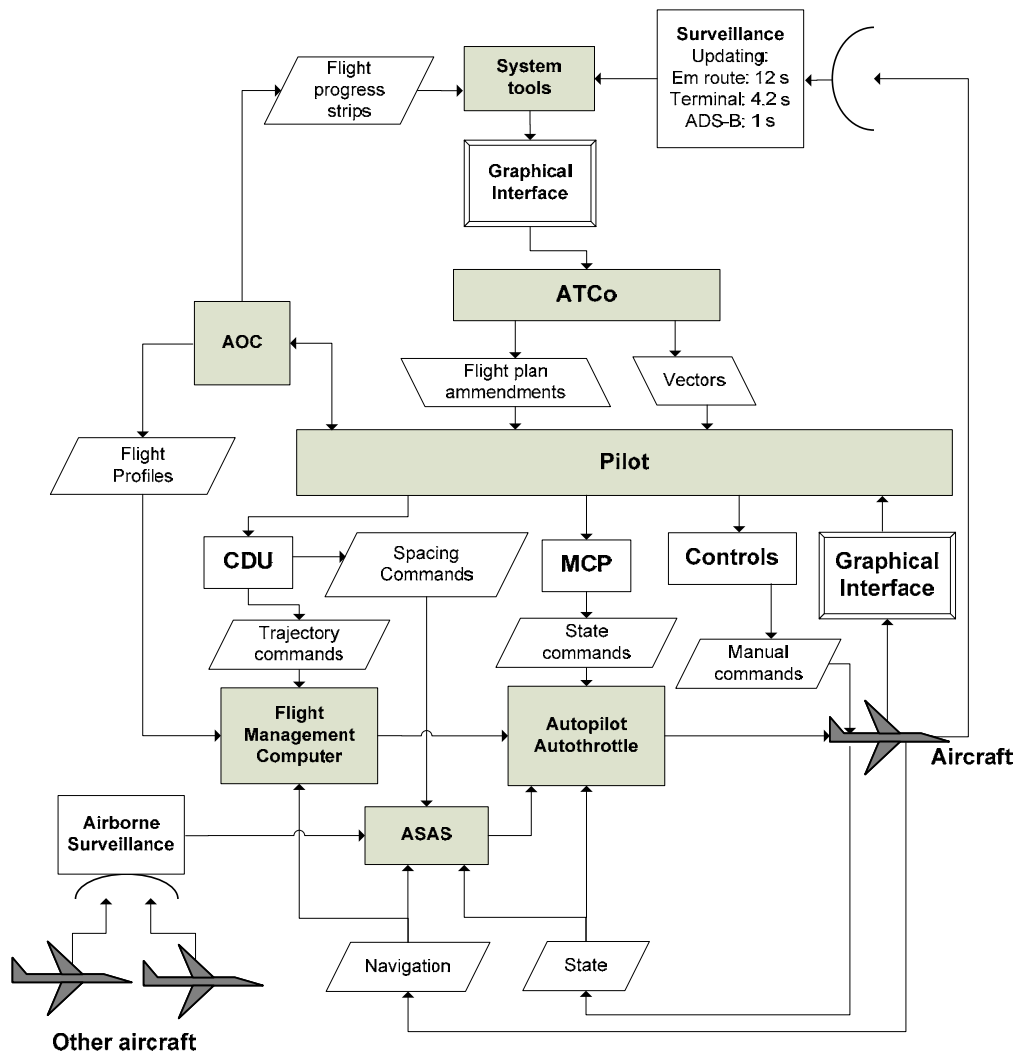 Surveillance
Updating:
Em route: 12 s
Terminal: 4.2 s
ADS-B: 1 s
Flight
progress
strips
System
tools
Graphical
Interface
ATCo
AOC
Flight plan
ammendments
Vectors
Flight
Profiles
Pilot
CDU
Spacing
Commands
MCP
Controls
Graphical
Interface
Trajectory
commands
State
commands
Manual
commands
Flight
Management
Computer
Autopilot
Autothrottle
Aircraft
Airborne
Surveillance
ASAS
Navigation
State
Other aircraft